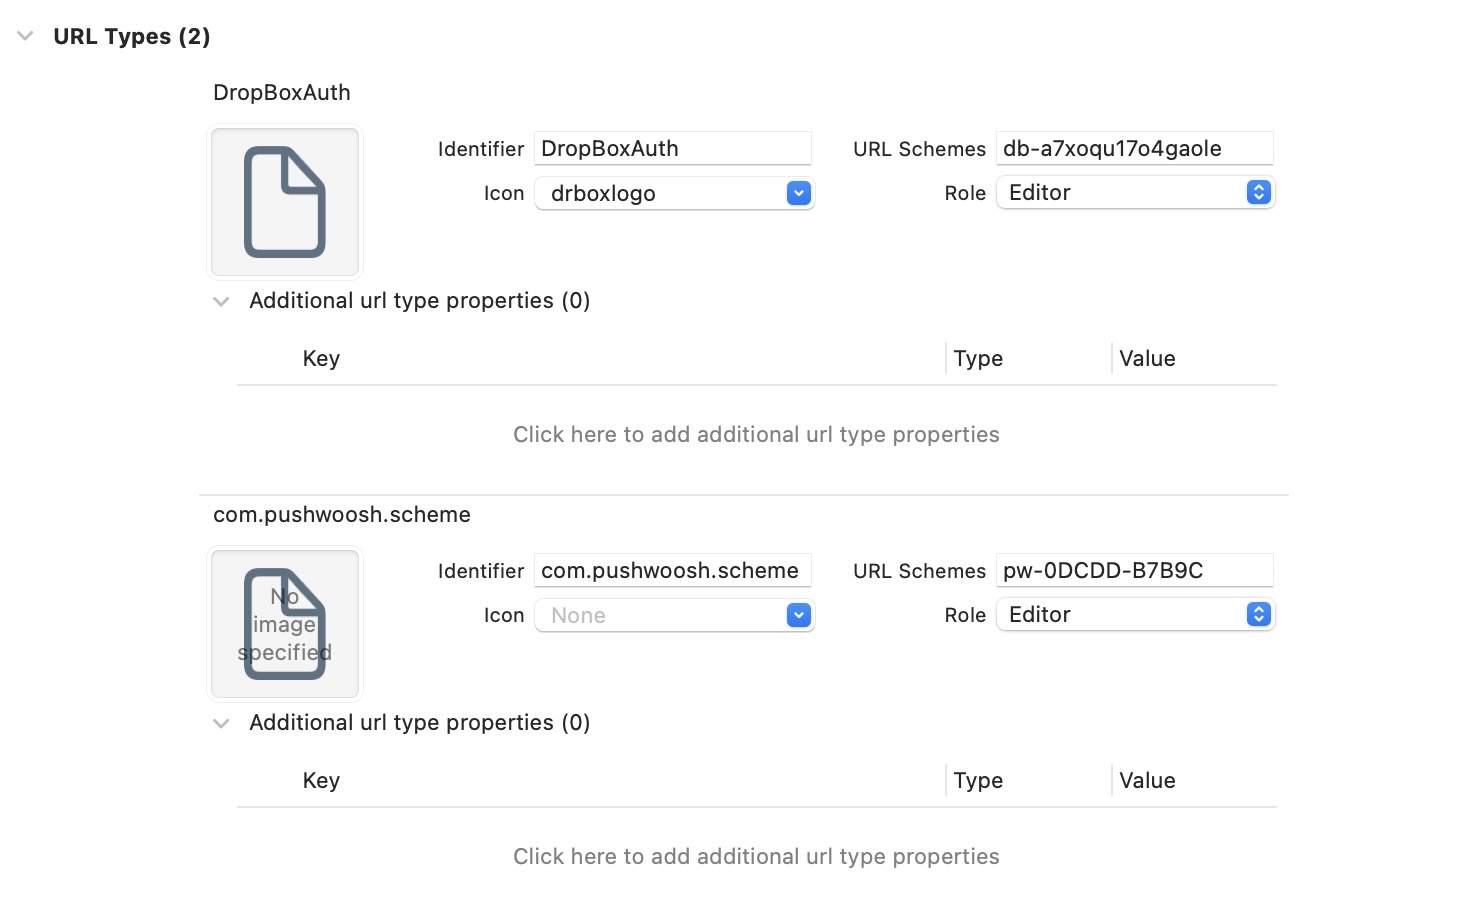 URL Types (2)
DropBoxAuth
Identifier DropBoxAuth URL Schemes db-a7xoqu17o4gaole
Icon drboxlogo Role Editor
Additional url type properties (0)
Key Type Value
Click here to add additional url type properties
com.pushwoosh.scheme
Identifier com.pushwoosh.scheme URL Schemes pw-0DCDD-B7B9C
No
image
specified
Icon None Role Editor
Additional url type properties (0)
Key Type Value
Click here to add additional url type properties